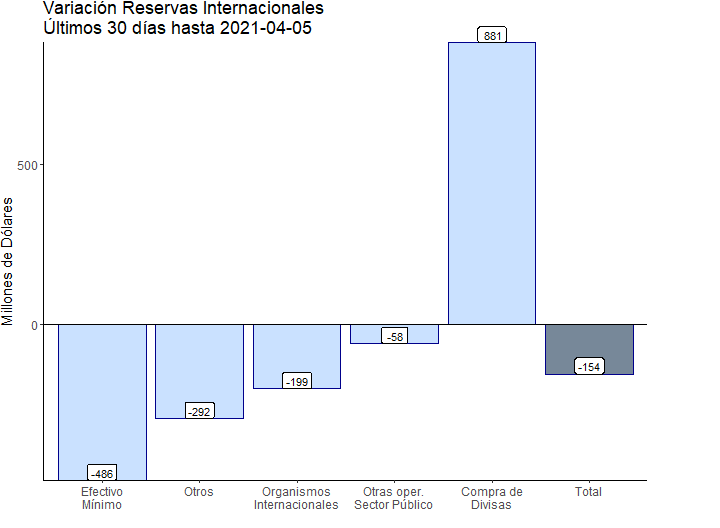 Variación Reservas Internacionales
Últimos 30 días hasta 2021-04-05
Millones de Dólares
500
0
881
-58
-154
-199
-292
-486
Efectivo
Mínimo
Otros
Organismos
Internacionales
Otras oper.
Sector Público
Compra de
Divisas
Total